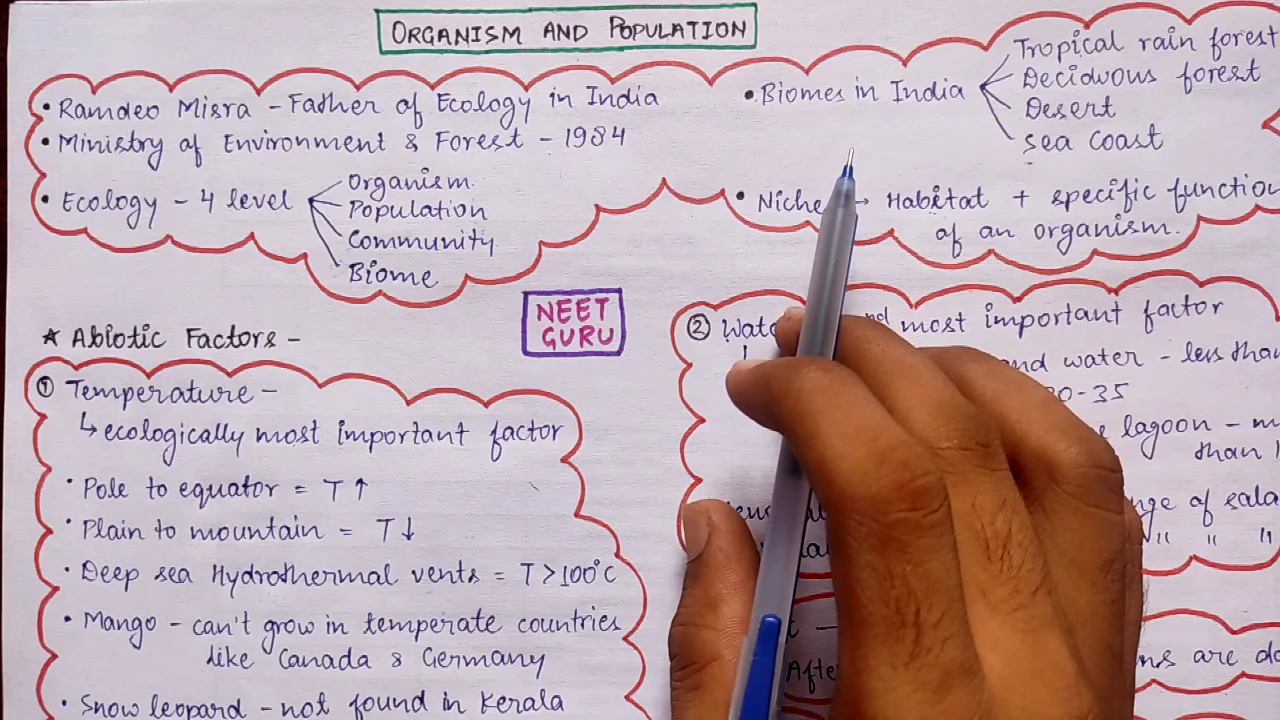 ORGANISM AND POPULATION
• Ramdeo Misra - Father of Ecology in India
• Ministry of Environment & Forest - 1984
• Ecology - 4 level
Organism
Population
Community
Biome
• Biomes in India
Tropical rain forest
Deciduous forest
Desert
sea coast
• Niche → Habitat + specific
of an organism.
NEET
GURU
★ Abiotic Factors -
① Temperature -
↳ ecologically most important factor
• Pole to equator = T ↑
• Plain to mountain = T ↓
• Deep sea Hydrothermal vents = T > 100°C
• Mango - can't grow in temperate countries
like Canada & Germany
• Snow leopard - not found in Kerala
② most important factor
water - less than
30-35
lagoon -
than
of
" " "
are